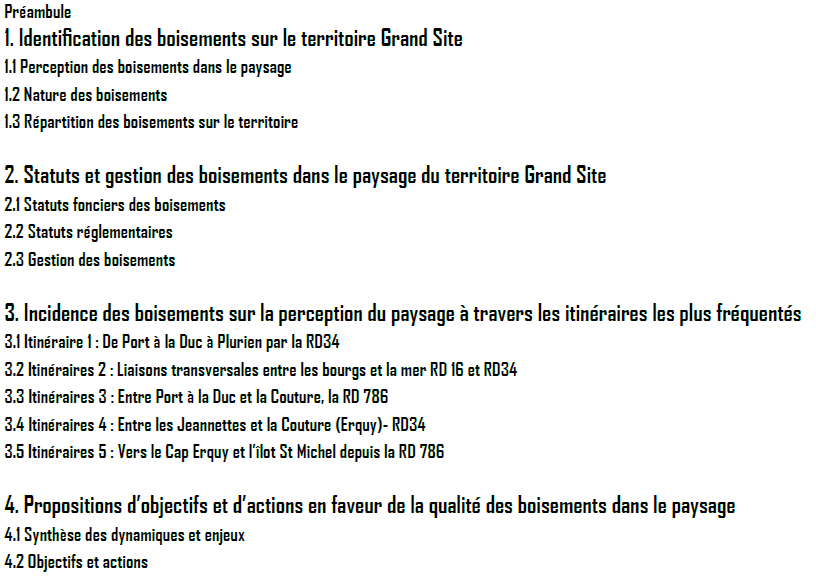 Préambule
1. Identification des boisements sur le territoire Grand Site
1.1 Perception des boisements dans le paysage
1.2 Nature des boisements
1.3 Répartition des boisements sur le territoire
2. Statuts et gestion des boisements dans le paysage du territoire Grand Site
2.1 Statuts fonciers des boisements
2.2 Statuts réglementaires
2.3 Gestion des boisements
3. Incidence des boisements sur la perception du paysage à travers les itinéraires les plus fréquentés
3.1 Itinéraire 1 : De Port à la Duc à Plurien par la RD34
3.2 Itinéraires 2 : Liaisons transversales entre les bourgs et la mer RD 16 et RD34
3.3 Itinéraires 3 : Entre Port à la Duc et la Couture, la RD 786
3.4 Itinéraires 4 : Entre les Jeannettes et la Couture (Erquy)- RD34
3.5 Itinéraires 5 : Vers le Cap Erquy et l'îlot St Michel depuis la RD 786
4. Propositions d'objectifs et d'actions en faveur de la qualité des boisements dans le paysage
4.1 Synthèse des dynamiques et enjeux
4.2 Objectifs et actions